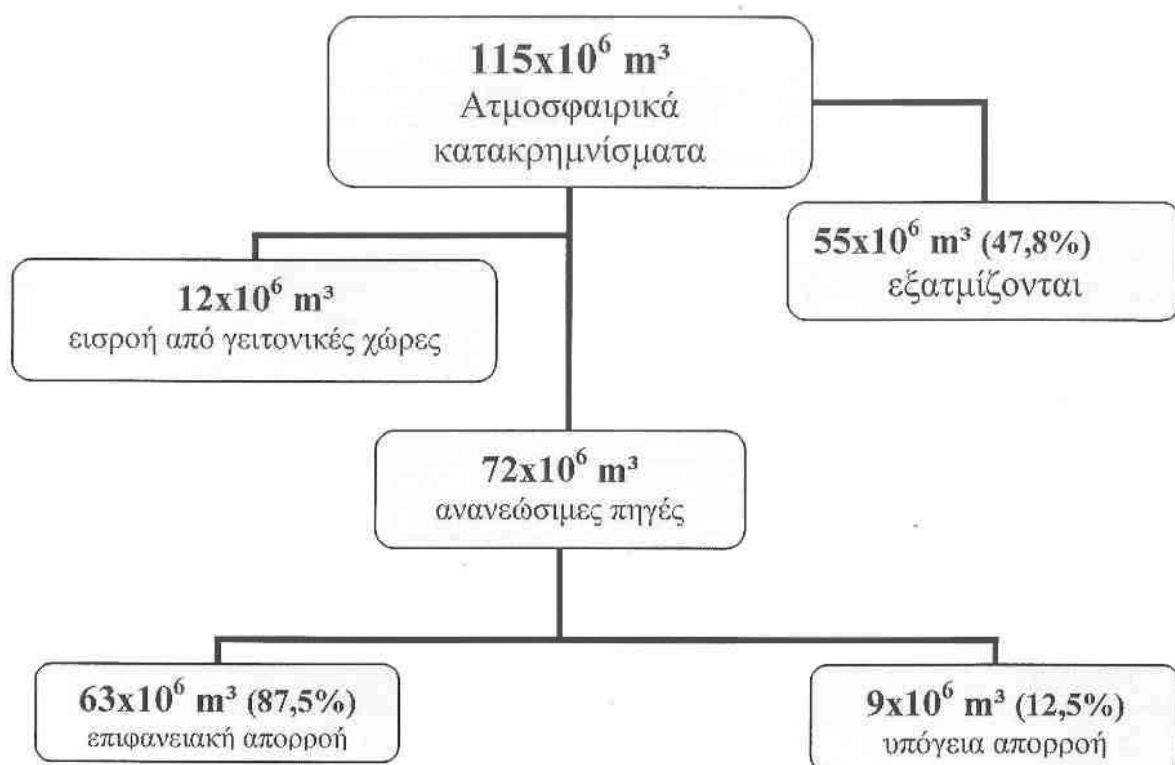 115x10⁶ m³
Ατμοσφαιρικά
κατακρημνίσματα
55x10⁶ m³ (47,8%)
εξατμίζονται
12x10⁶ m³
εισροή από γειτονικές χώρες
72x10⁶ m³
ανανεώσιμες πηγές
63x10⁶ m³ (87,5%)
επιφανειακή απορροή
9x10⁶ m³ (12,5%)
υπόγεια απορροή